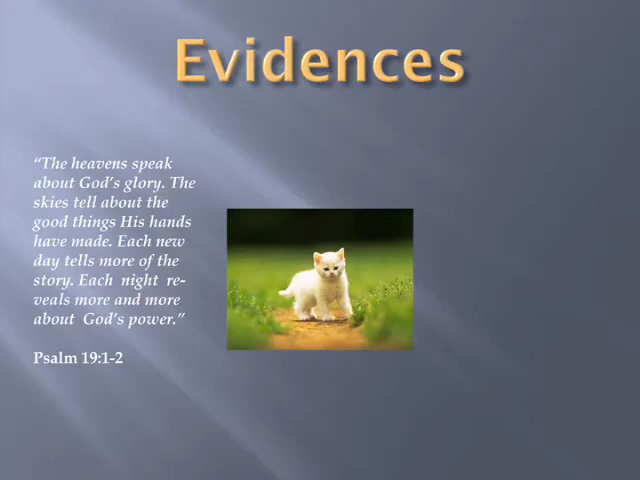 Evidences
“The heavens speak
about God’s glory. The
skies tell about the
good things His hands
have made. Each new
day tells more of the
story. Each night re-
veals more and more
about God’s power.”
Psalm 19:1-2